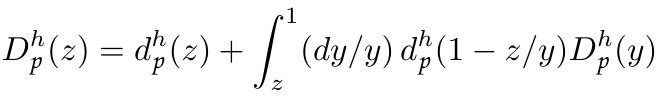 $D_p^h(z) = d_p^h(z) + \int_z^1 (dy/y)\, d_p^h(1 - z/y) D_p^h(y)$